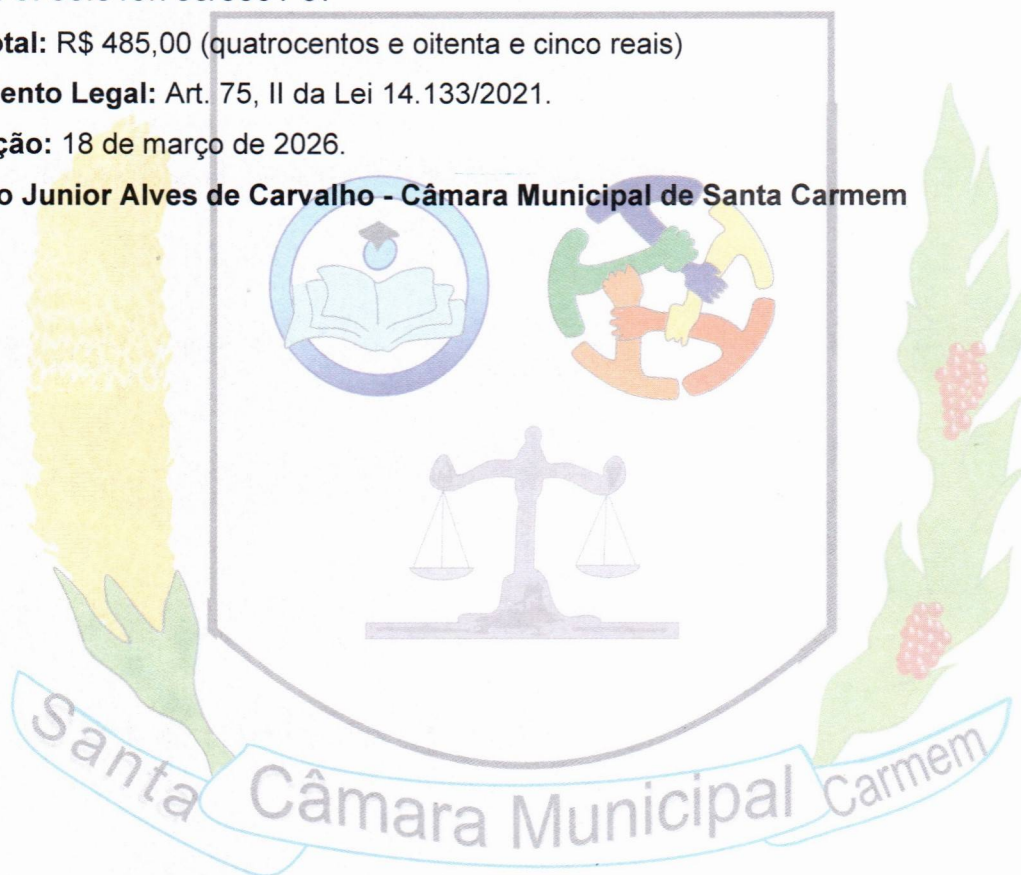 otal: R$ 485,00 (quatrocentos e oitenta e cinco reais)
ento Legal: Art. 75, II da Lei 14.133/2021.
ção: 18 de março de 2026.
o Junior Alves de Carvalho - Câmara Municipal de Santa Carmem
Santa Câmara Municipal Carmem